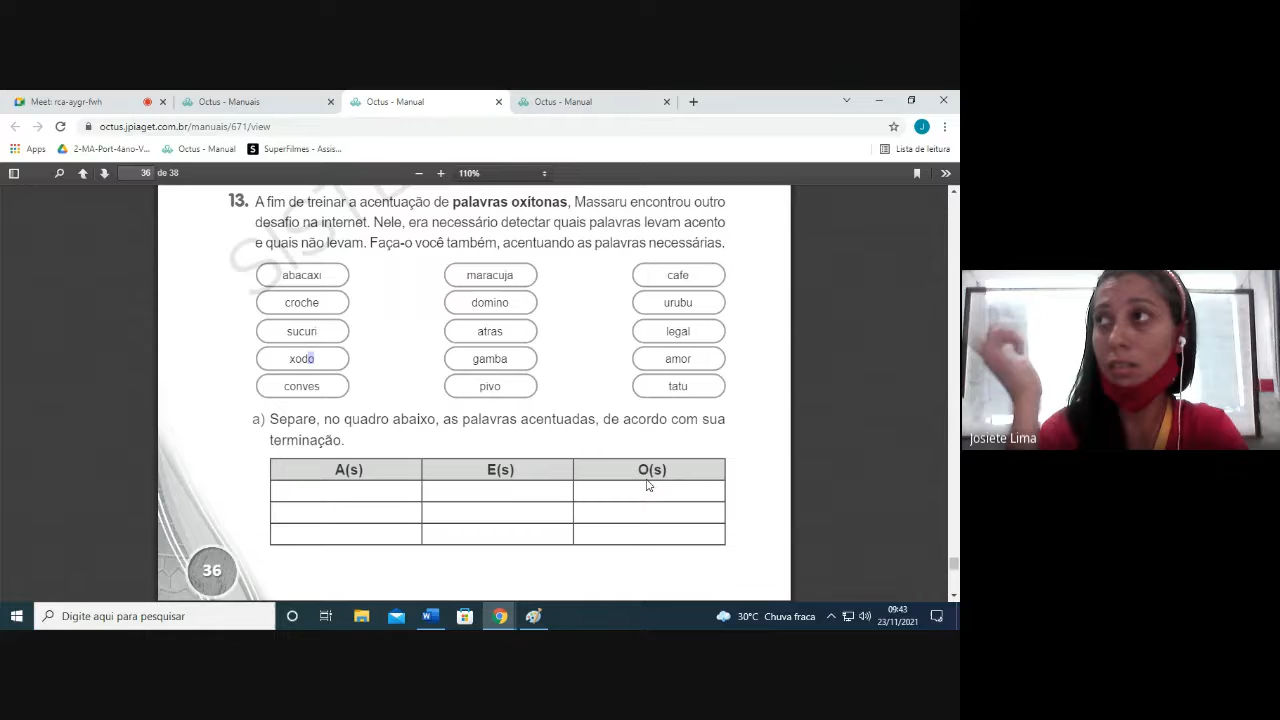 Meet: rca-aygr-fwh
Octus - Manuais
Octus - Manual
Octus - Manual
octus.jpiaget.com.br/manuais/671/view
Apps
2-MA-Port-4ano-V...
Octus - Manual
SuperFilmes - Assis...
Lista de leitura
36 de 38
110%
13. A fim de treinar a acentuação de palavras oxítonas, Massaru encontrou outro
desafio na internet. Nele, era necessário detectar quais palavras levam acento
e quais não levam. Faça-o você também, acentuando as palavras necessárias.
abacaxi maracuja cafe
croche domino urubu
sucuri atras legal
xodo gamba amor
conves pivo tatu
a) Separe, no quadro abaixo, as palavras acentuadas, de acordo com sua
terminação.
A(s) E(s) O(s)
36
Josiete Lima
Digite aqui para pesquisar
30°C Chuva fraca
09:43
23/11/2021